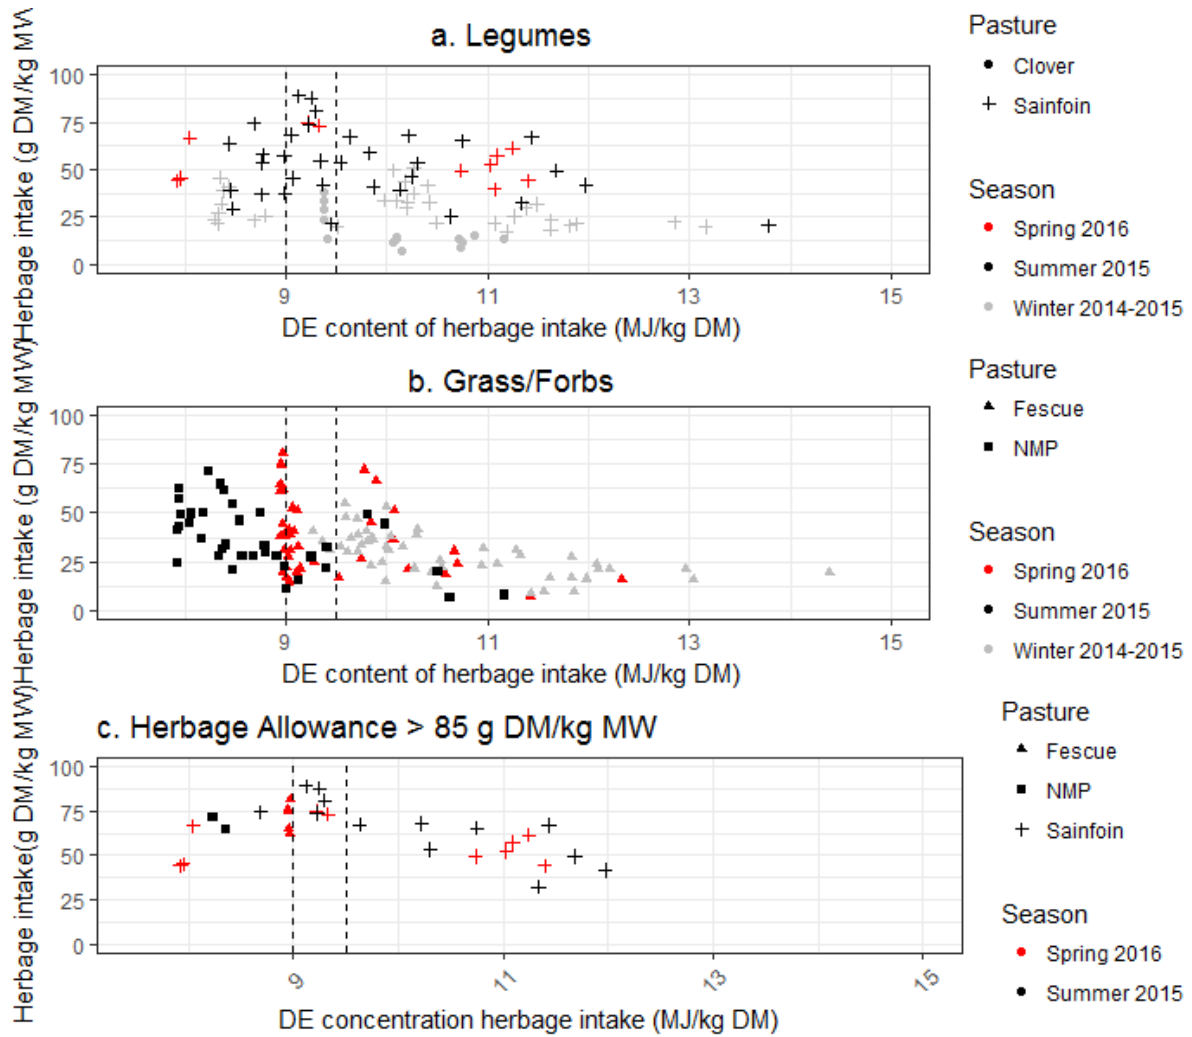 a. Legumes
Herbage intake (g DM/kg MW)
100
75
50
25
0
9
11
13
15
DE content of herbage intake (MJ/kg DM)
Pasture
Clover
Sainfoin
Season
Spring 2016
Summer 2015
Winter 2014-2015
b. Grass/Forbs
Herbage intake (g DM/kg MW)
100
75
50
25
0
9
11
13
15
DE content of herbage intake (MJ/kg DM)
Pasture
Fescue
NMP
Season
Spring 2016
Summer 2015
Winter 2014-2015
c. Herbage Allowance > 85 g DM/kg MW
Herbage intake(g DM/kg MW)
100
75
50
25
0
9
11
13
15
DE concentration herbage intake (MJ/kg DM)
Pasture
Fescue
NMP
Sainfoin
Season
Spring 2016
Summer 2015